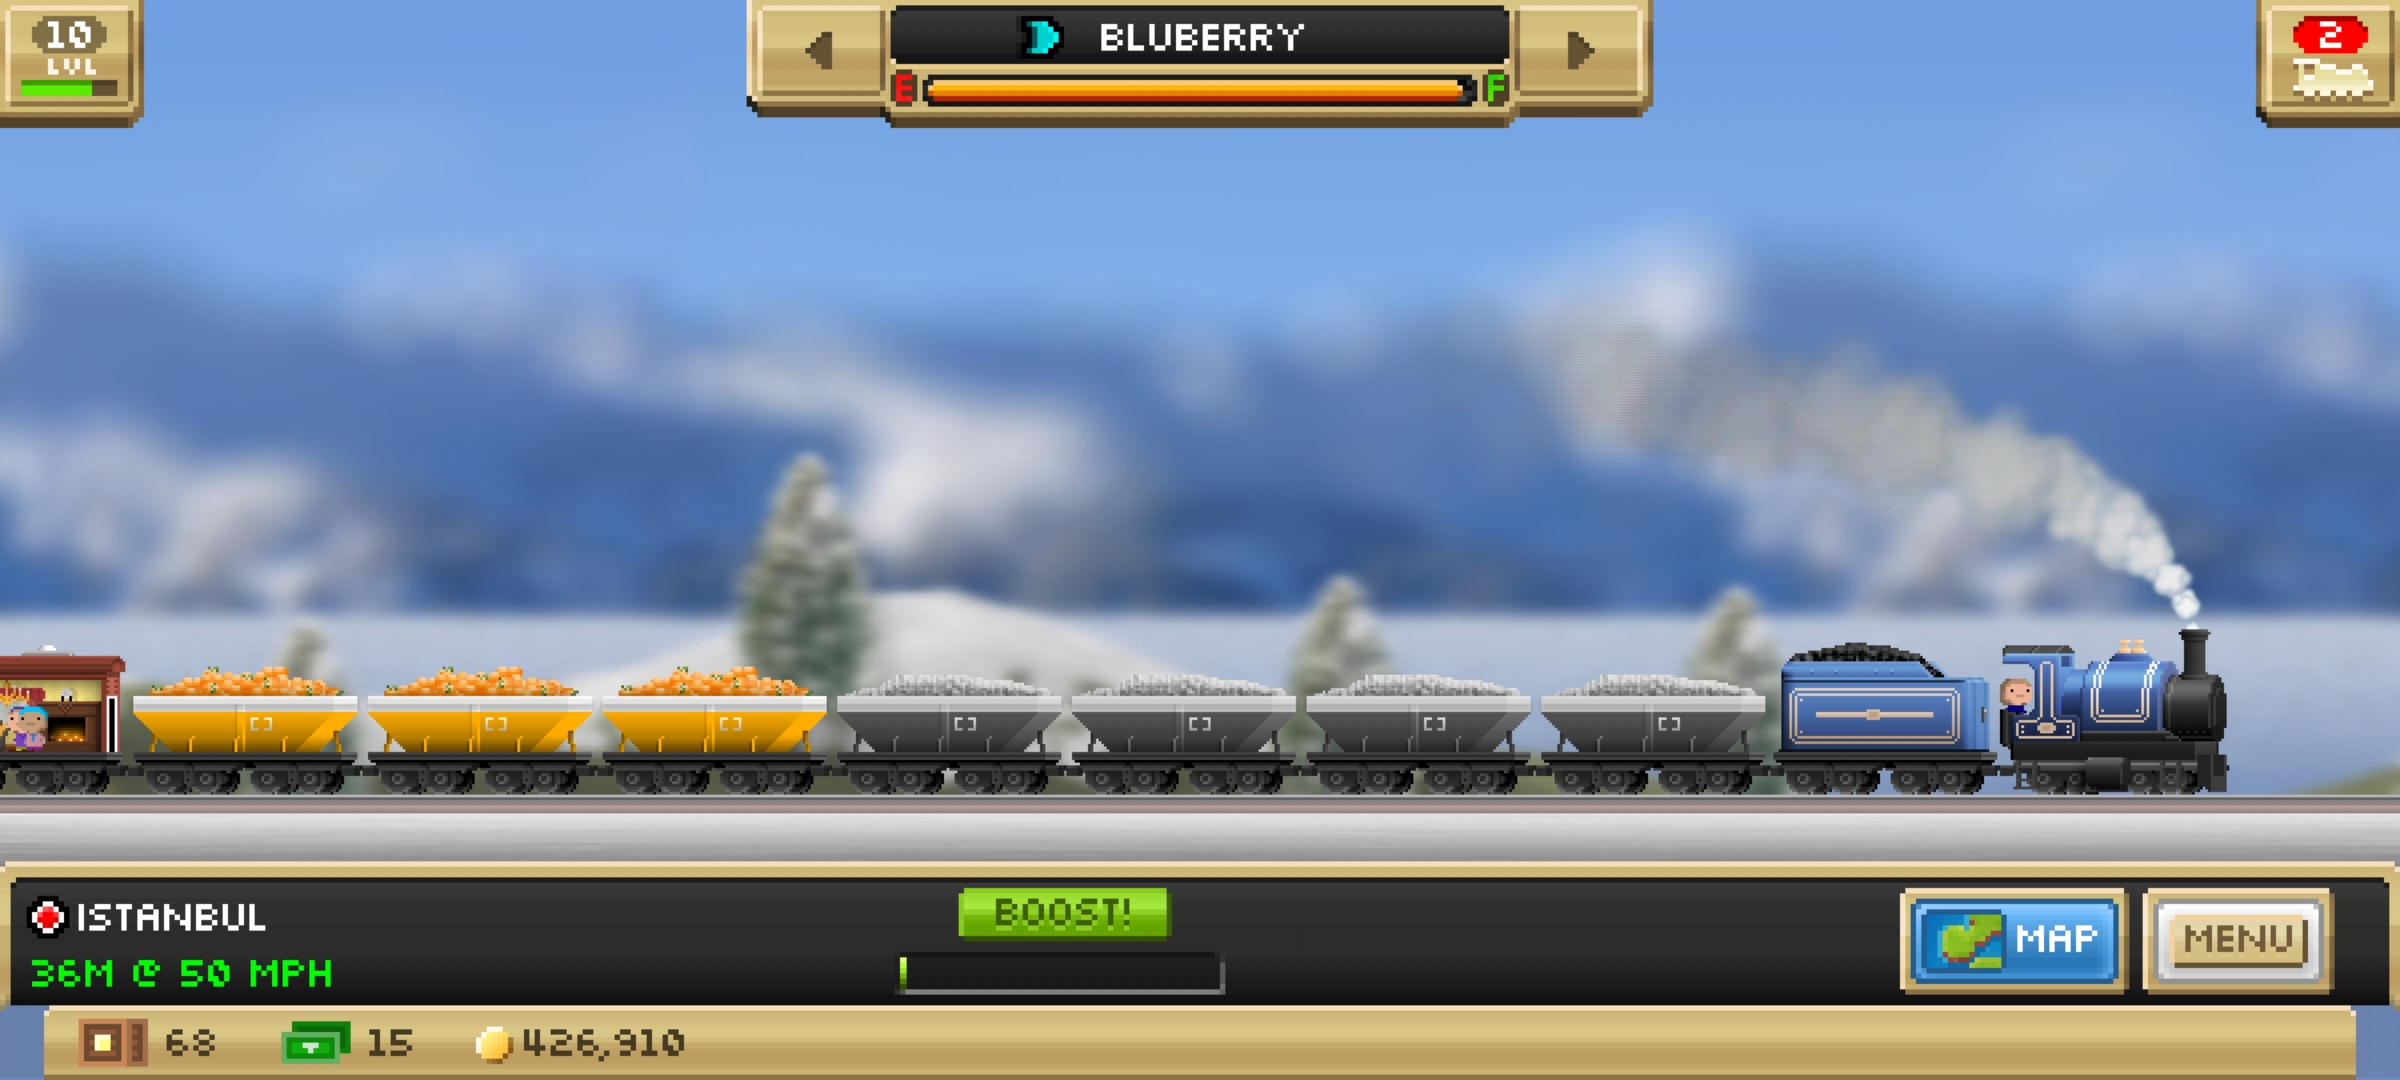 10
LVL
BLUBERRY
E
F
2
ISTANBUL
36M @ 50 MPH
BOOST!
MAP
MENU
68
15
426,910